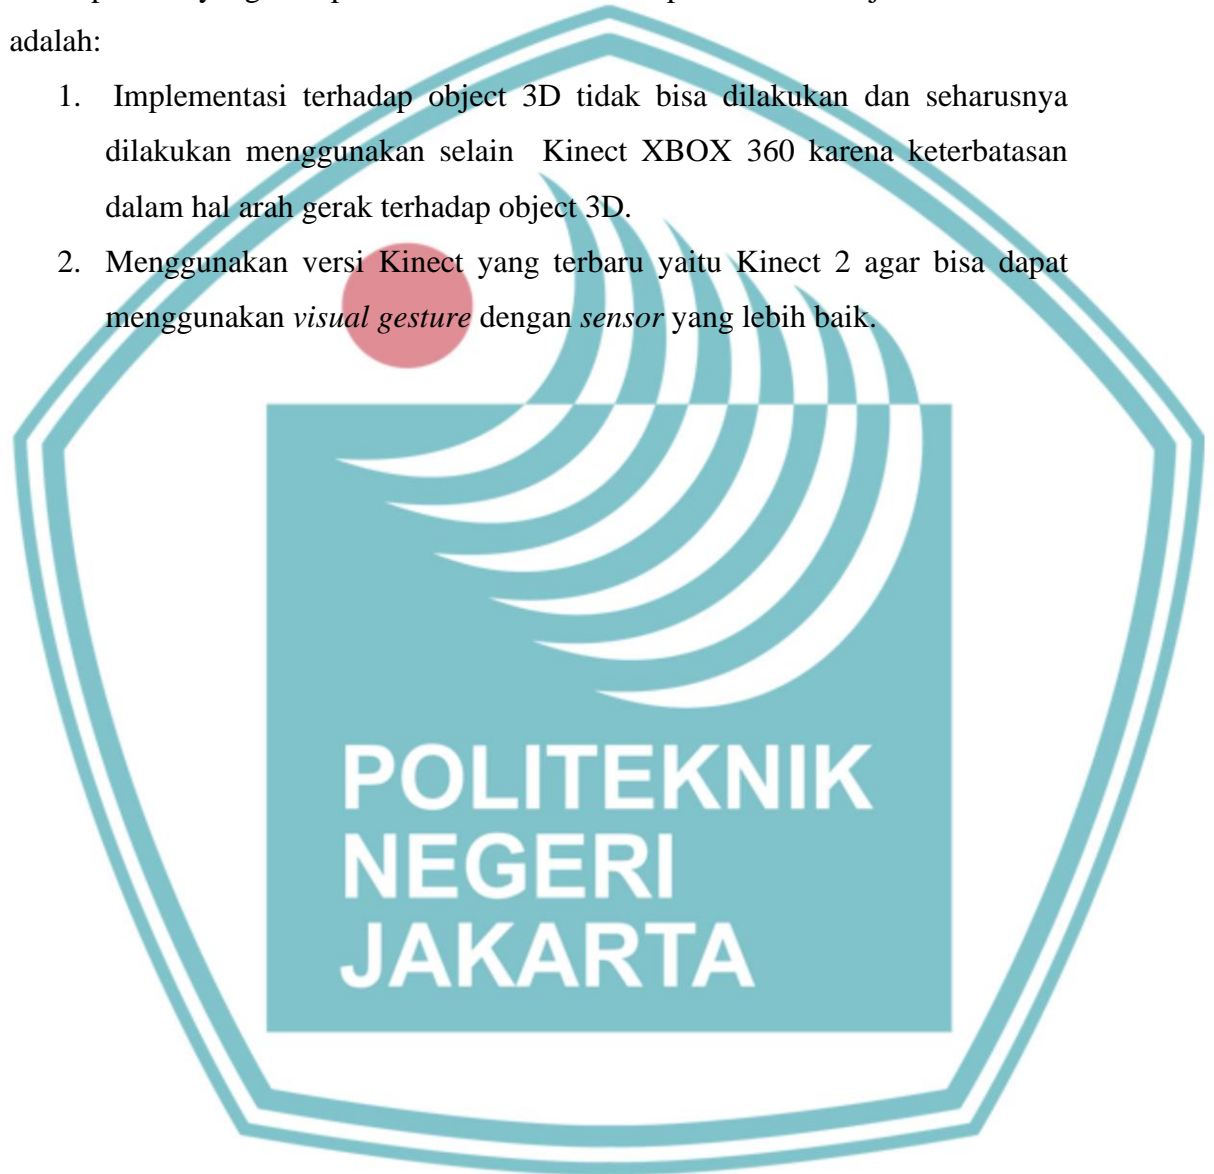 adalah:
1. Implementasi terhadap object 3D tidak bisa dilakukan dan seharusnya
dilakukan menggunakan selain Kinect XBOX 360 karena keterbatasan
dalam hal arah gerak terhadap object 3D.
2. Menggunakan versi Kinect yang terbaru yaitu Kinect 2 agar bisa dapat
menggunakan visual gesture dengan sensor yang lebih baik.
POLITEKNIK
NEGERI
JAKARTA